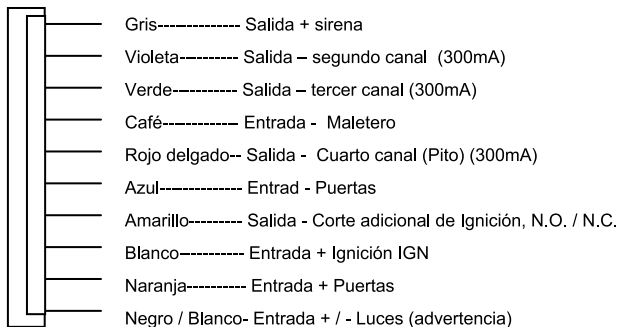 Gris-------------- Salida + sirena
Violeta----------- Salida – segundo canal (300mA)
Verde----------- Salida – tercer canal (300mA)
Café------------- Entrada - Maletero
Rojo delgado-- Salida - Cuarto canal (Pito) (300mA)
Azul-------------- Entrad - Puertas
Amarillo--------- Salida - Corte adicional de Ignición, N.O. / N.C.
Blanco----------- Entrada + Ignición IGN
Naranja---------- Entrada + Puertas
Negro / Blanco- Entrada + / - Luces (advertencia)